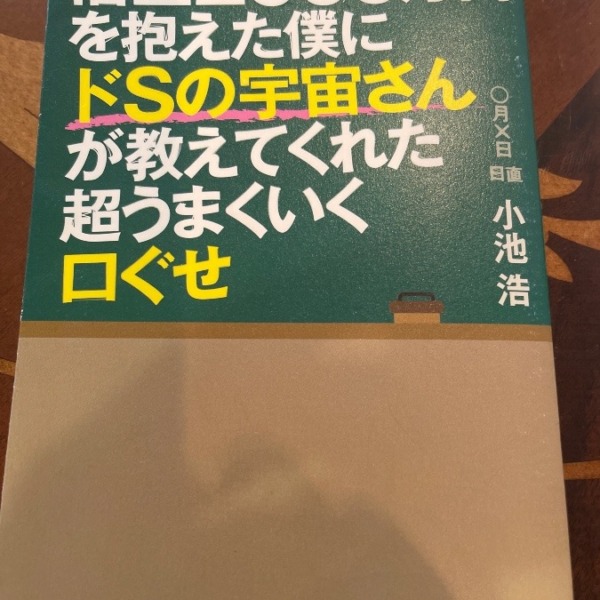 を抱えた僕に
ドSの宇宙さん
が教えてくれた
超うまくいく
口ぐせ
〇月×日
日直
小池浩